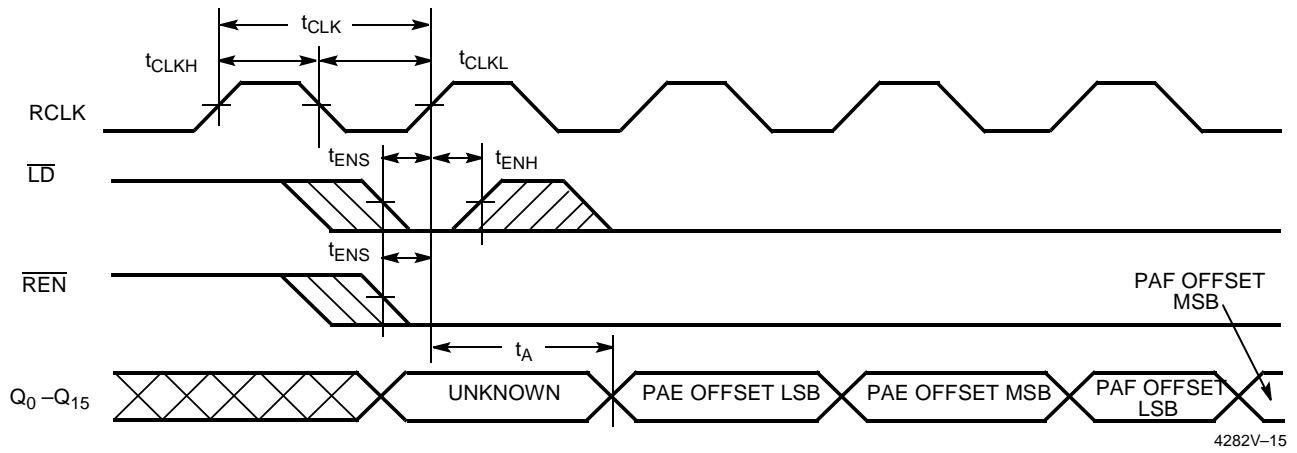 tCLK
tCLKH
tCLKL
RCLK
tENS
tENH
LD
tENS
REN
PAF OFFSET
MSB
tA
Q0 –Q15
UNKNOWN
PAE OFFSET LSB
PAE OFFSET MSB
PAF OFFSET
LSB
4282V–15